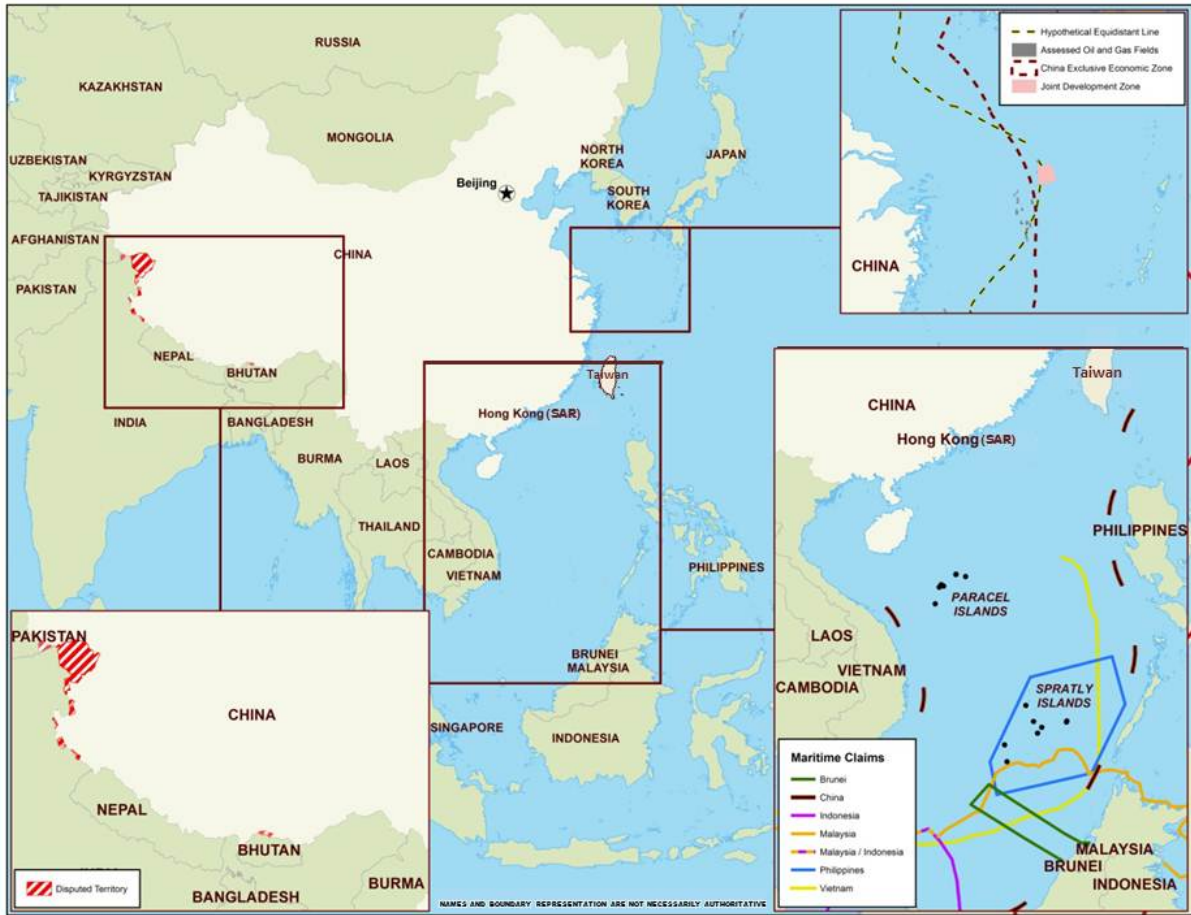 RUSSIA
KAZAKHSTAN
MONGOLIA
UZBEKISTAN
KYRGYZSTAN
TAJIKISTAN
NORTH
KOREA
JAPAN
Beijing
SOUTH
KOREA
AFGHANISTAN
CHINA
PAKISTAN
NEPAL
BHUTAN
Taiwan
Hong Kong (SAR)
INDIA
BANGLADESH
BURMA
LAOS
THAILAND
CAMBODIA
VIETNAM
PHILIPPINES
BRUNEI
MALAYSIA
SINGAPORE
INDONESIA
Hypothetical Equidistant Line
Assessed Oil and Gas Fields
China Exclusive Economic Zone
Joint Development Zone
CHINA
Taiwan
CHINA
Hong Kong (SAR)
PHILIPPINES
PARACEL
ISLANDS
LAOS
VIETNAM
CAMBODIA
SPRATLY
ISLANDS
Maritime Claims
Brunei
China
Indonesia
Malaysia
Malaysia / Indonesia
Philippines
Vietnam
MALAYSIA
BRUNEI
INDONESIA
PAKISTAN
CHINA
NEPAL
BHUTAN
BURMA
BANGLADESH
Disputed Territory
NAMES AND BOUNDARY REPRESENTATION ARE NOT NECESSARILY AUTHORITATIVE